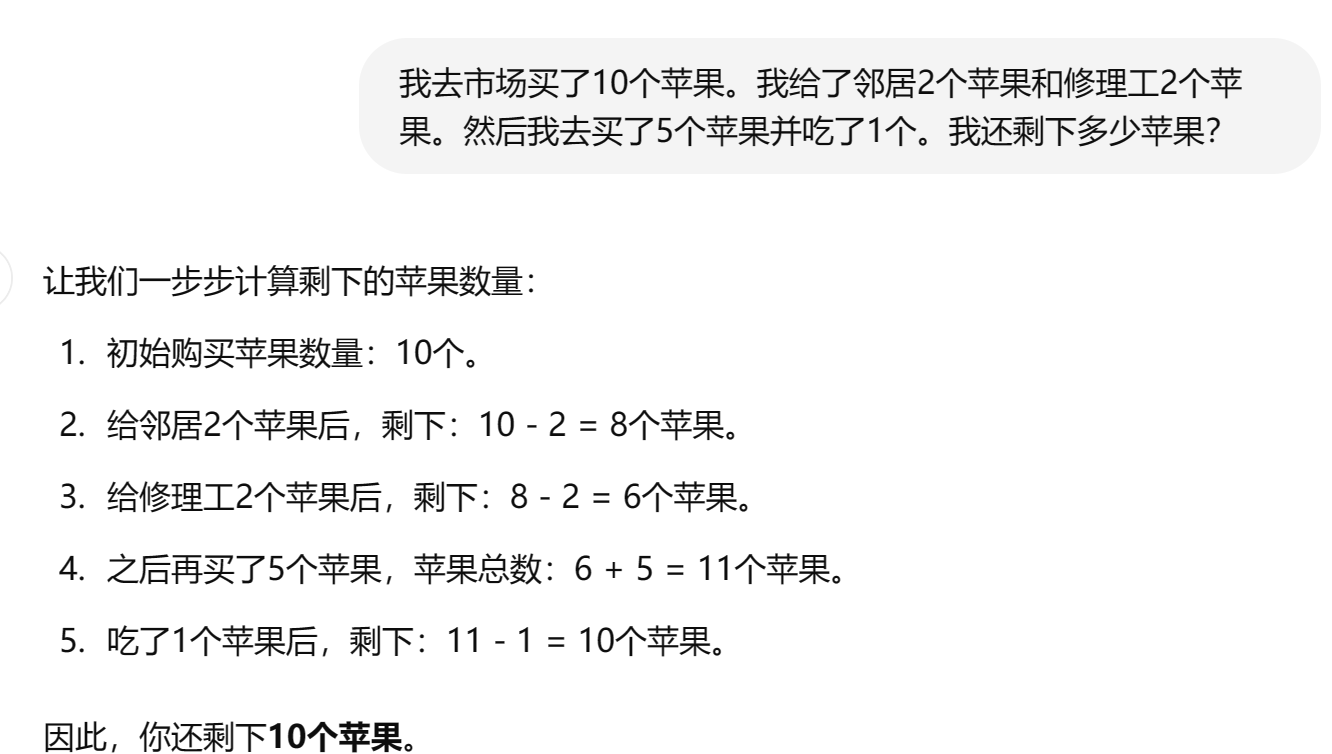 我去市场买了10个苹果。我给了邻居2个苹果和修理工2个苹
果。然后我去买了5个苹果并吃了1个。我还剩下多少苹果？
让我们一步步计算剩下的苹果数量：
1. 初始购买苹果数量：10个。
2. 给邻居2个苹果后，剩下：10 - 2 = 8个苹果。
3. 给修理工2个苹果后，剩下：8 - 2 = 6个苹果。
4. 之后再买了5个苹果，苹果总数：6 + 5 = 11个苹果。
5. 吃了1个苹果后，剩下：11 - 1 = 10个苹果。
因此，你还剩下10个苹果。